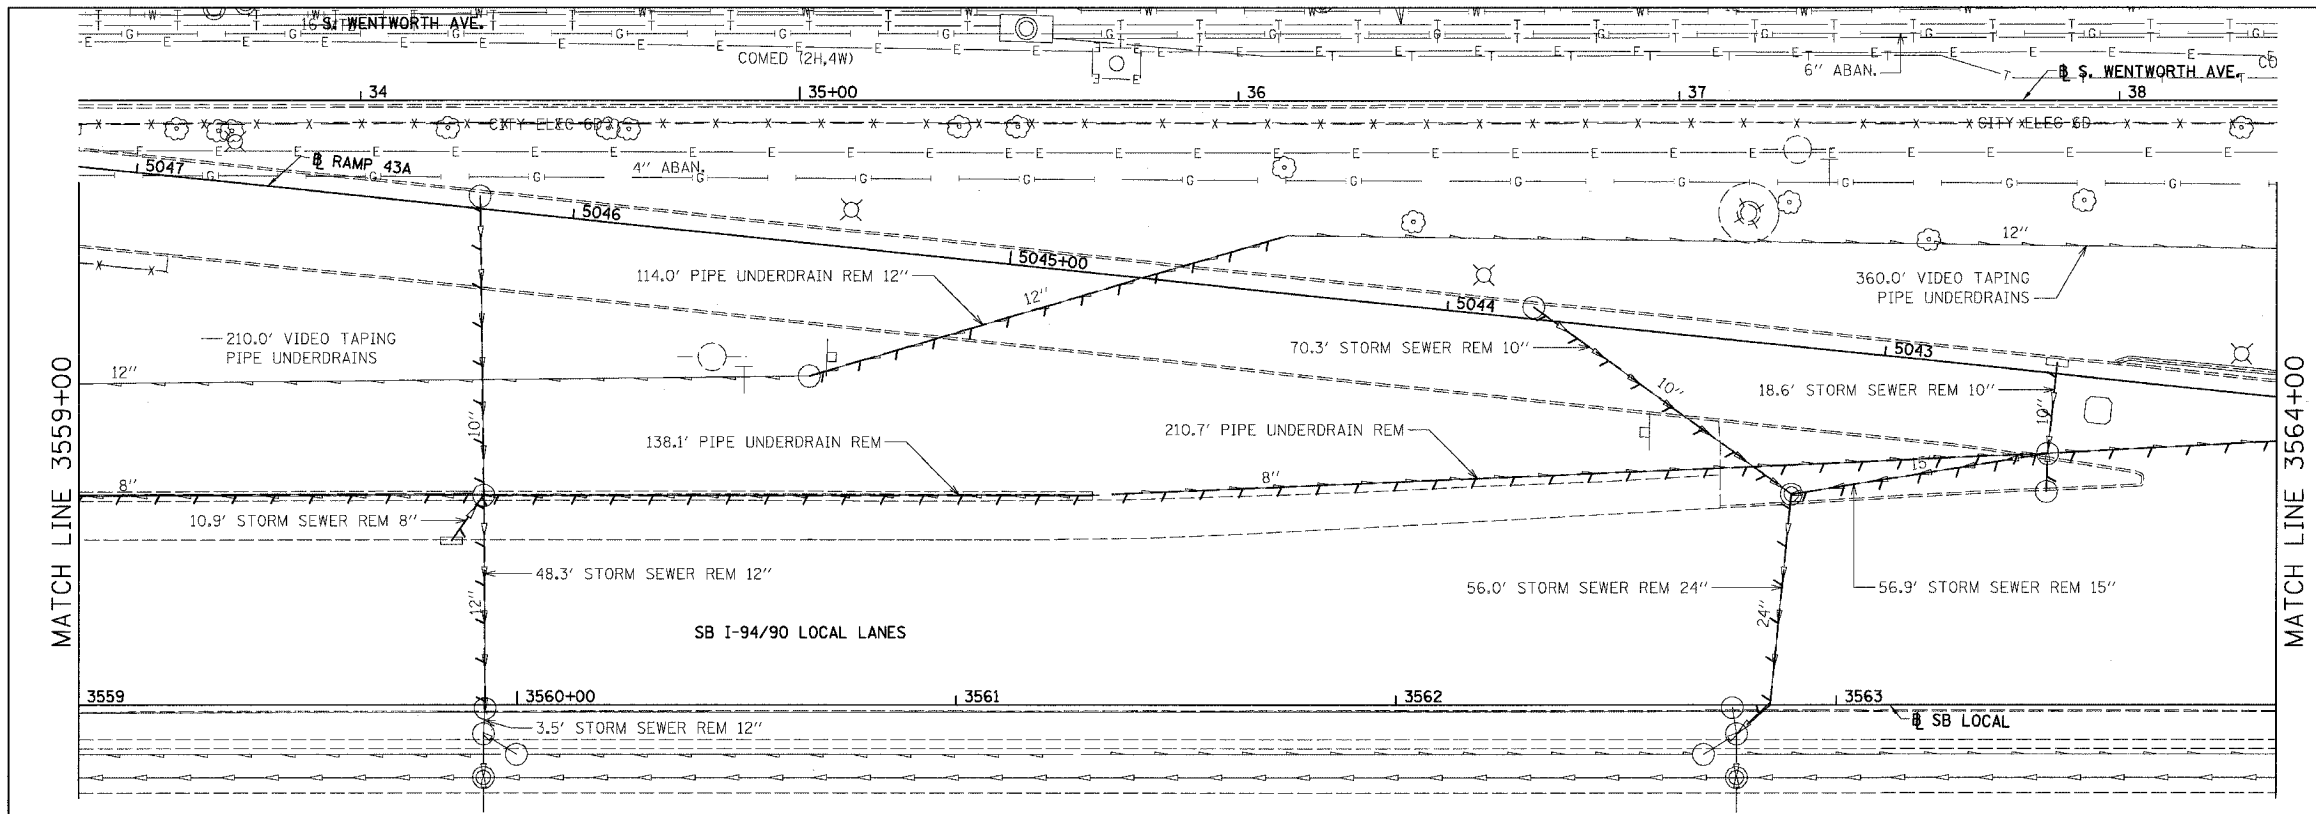 S. WENTWORTH AVE.
COMED (2H,4W)
6" ABAN.
℄ S. WENTWORTH AVE.
CO
34
35+00
36
37
38
CITY ELEC 6D
CITY ELEC 6D
5047
℄ RAMP 43A
4" ABAN.
5046
5045+00
5044
5043
12"
114.0' PIPE UNDERDRAIN REM 12"
12"
360.0' VIDEO TAPING
PIPE UNDERDRAINS
210.0' VIDEO TAPING
PIPE UNDERDRAINS
70.3' STORM SEWER REM 10"
12"
10"
18.6' STORM SEWER REM 10"
10"
10"
138.1' PIPE UNDERDRAIN REM
210.7' PIPE UNDERDRAIN REM
8"
8"
15"
10.9' STORM SEWER REM 8"
48.3' STORM SEWER REM 12"
12"
56.0' STORM SEWER REM 24"
24"
56.9' STORM SEWER REM 15"
SB I-94/90 LOCAL LANES
3559
3560+00
3561
3562
3563
℄ SB LOCAL
3.5' STORM SEWER REM 12"
MATCH LINE 3559+00
MATCH LINE 3564+00